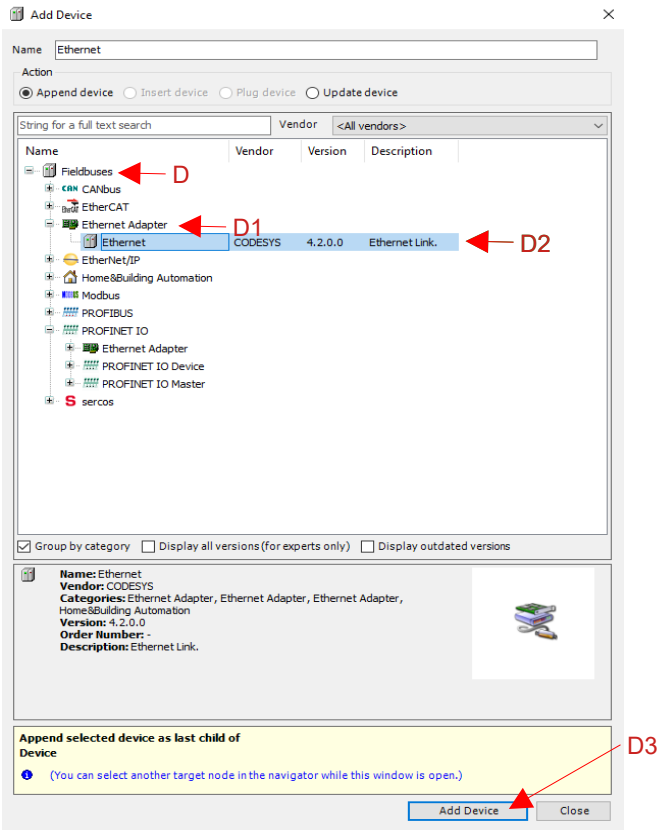 Add Device
Name Ethernet
Action
Append device Insert device Plug device Update device
String for a full text search Vendor <All vendors>
Name Vendor Version Description
Fieldbuses D
CAN CANbus
EtherCAT
Ethernet Adapter D1
Ethernet CODESYS 4.2.0.0 Ethernet Link. D2
EtherNet/IP
Home&Building Automation
Modbus
PROFIBUS
PROFINET IO
Ethernet Adapter
PROFINET IO Device
PROFINET IO Master
S sercos
Group by category Display all versions (for experts only) Display outdated versions
Name: Ethernet
Vendor: CODESYS
Categories: Ethernet Adapter, Ethernet Adapter, Ethernet Adapter,
Home&Building Automation
Version: 4.2.0.0
Order Number: -
Description: Ethernet Link.
Append selected device as last child of
Device
D3
(You can select another target node in the navigator while this window is open.)
Add Device Close